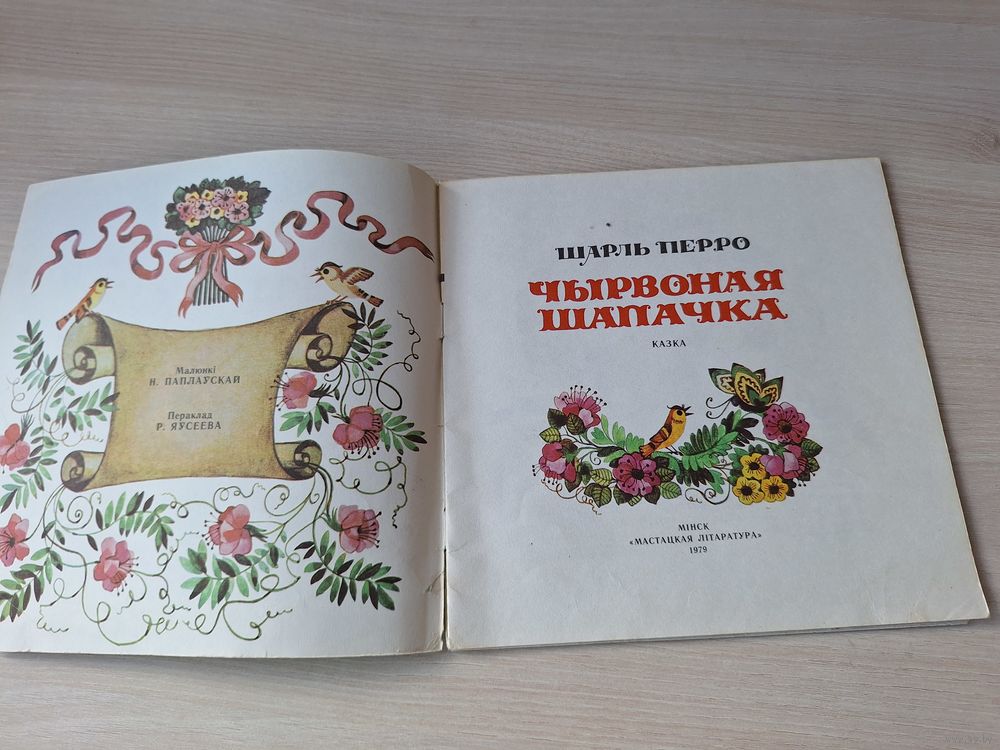 Малюнкі
Н. ПАПЛАЎСКАЙ
Пераклад
Р. ЯЎСЕЕВА
ШАРЛЬ ПЕРРО
ЧЫРВОНАЯ
ШАПАЧКА
КАЗКА
МІНСК
«МАСТАЦКАЯ ЛІТАРАТУРА»
1979